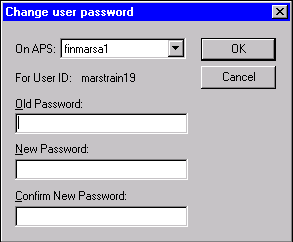 Change user password
On APS: finmarsa1 OK
For User ID: marstrain19 Cancel
Old Password:
New Password:
Confirm New Password: